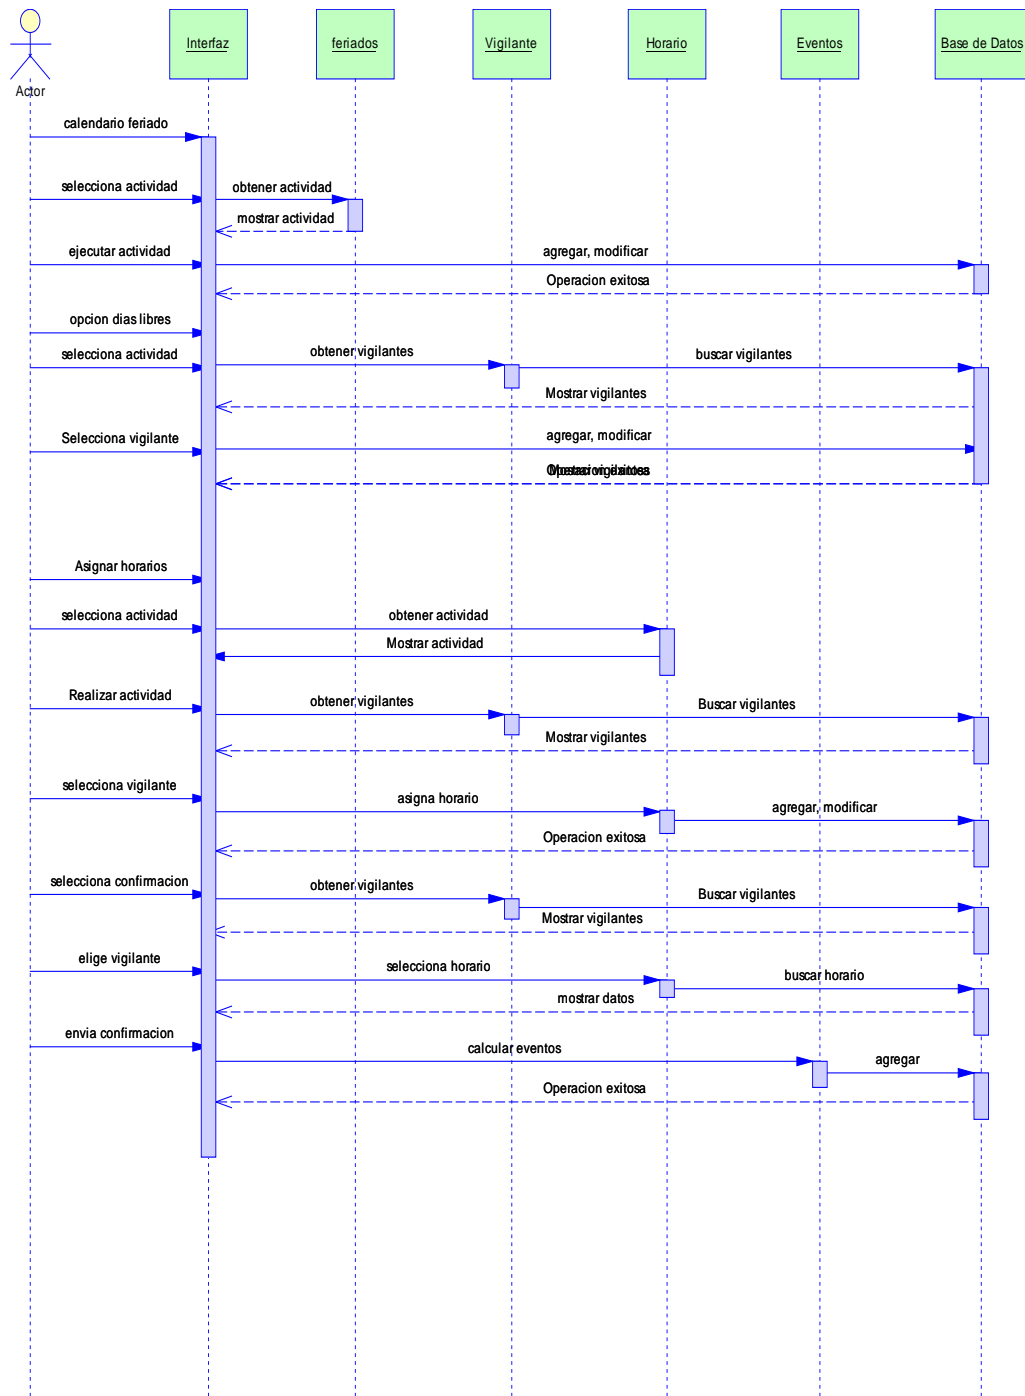 Interfaz
feriados
Vigilante
Horario
Eventos
Base de Datos
Actor
calendario feriado
selecciona actividad
obtener actividad
mostrar actividad
ejecutar actividad
agregar, modificar
Operacion exitosa
opcion dias libres
selecciona actividad
obtener vigilantes
buscar vigilantes
Mostrar vigilantes
Selecciona vigilante
agregar, modificar
Operacion exitosa
Mostrar vigilantes
Asignar horarios
selecciona actividad
obtener actividad
Mostrar actividad
Realizar actividad
obtener vigilantes
Buscar vigilantes
Mostrar vigilantes
selecciona vigilante
asigna horario
agregar, modificar
Operacion exitosa
selecciona confirmacion
obtener vigilantes
Buscar vigilantes
Mostrar vigilantes
elige vigilante
selecciona horario
buscar horario
mostrar datos
envia confirmacion
calcular eventos
agregar
Operacion exitosa